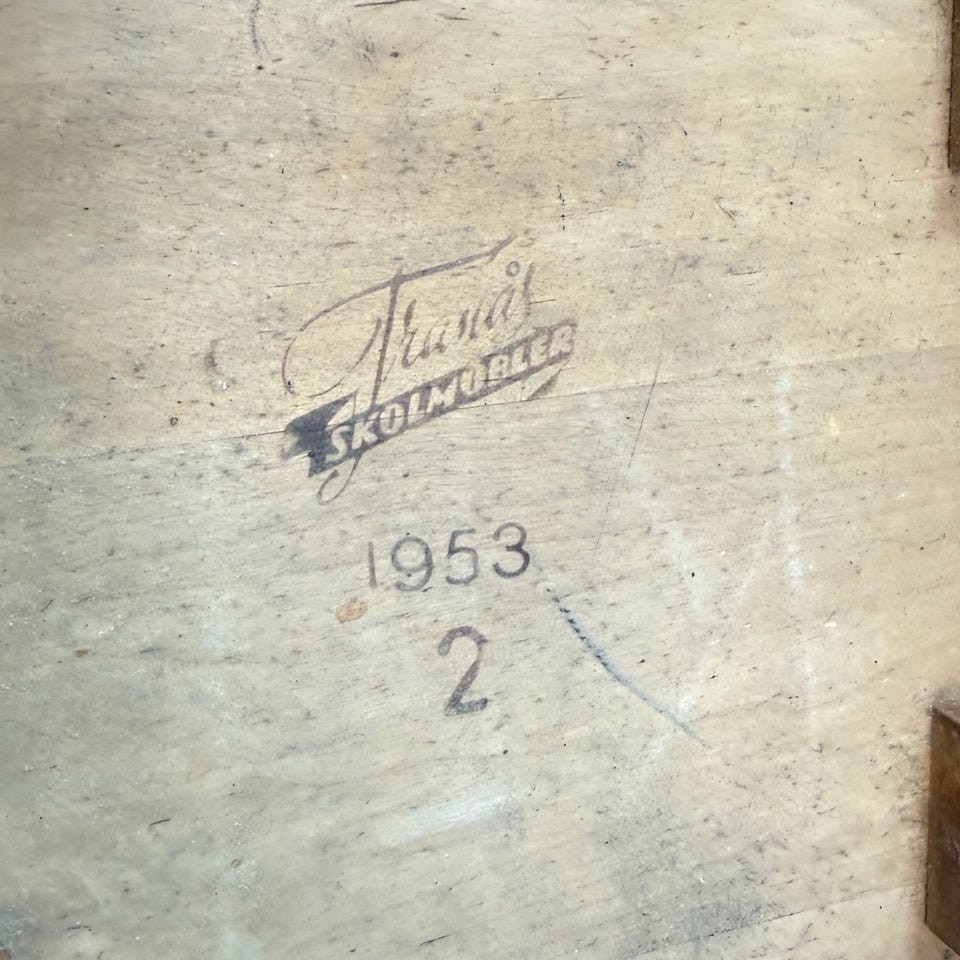 Tranås
SKOLMÖBLER
1953
2